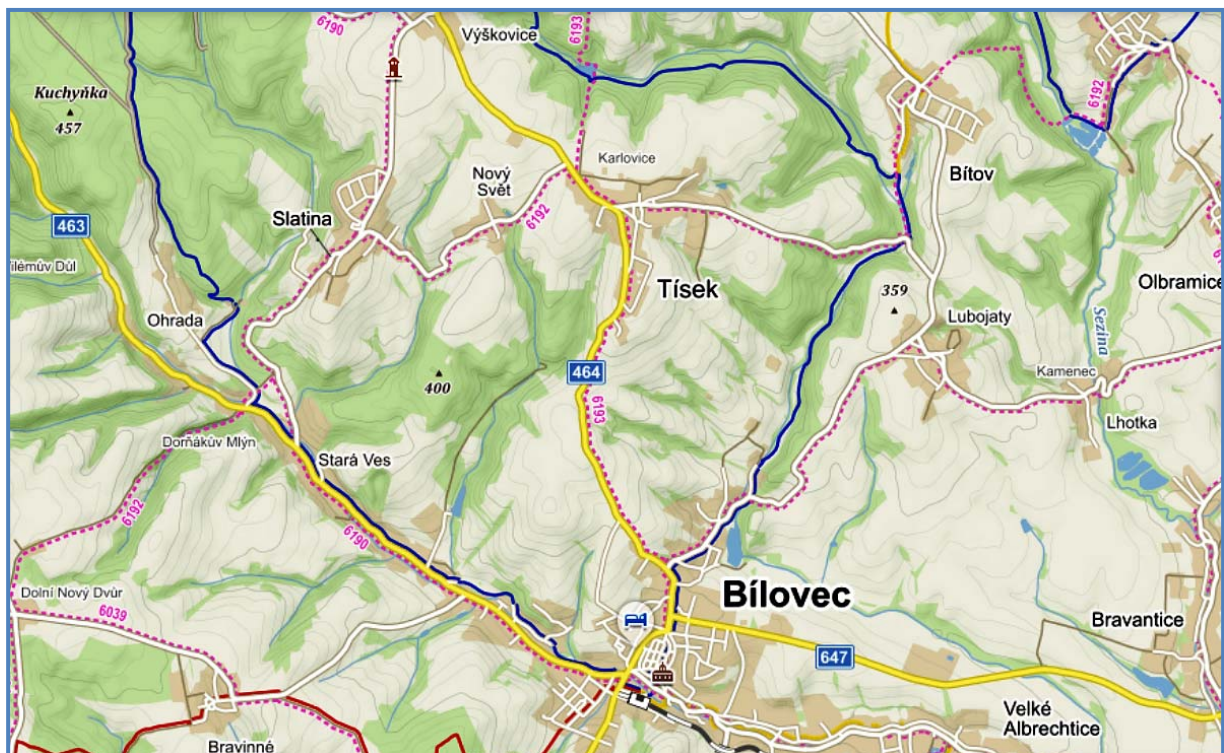 6190
Výškovice
6193
Kuchyňka
457
6192
Karlovice
Nový
Svět
Bítov
463
Slatina
6192
Tísek
359
Olbramice
ilémův Důl
Ohrada
Lubojaty
Sezina
464
400
Kamenec
6193
Lhotka
Dorňákův Mlýn
Stará Ves
6192
6190
Dolní Nový Dvůr
6039
Bílovec
Bravantice
647
Velké
Albrechtice
Bravinné